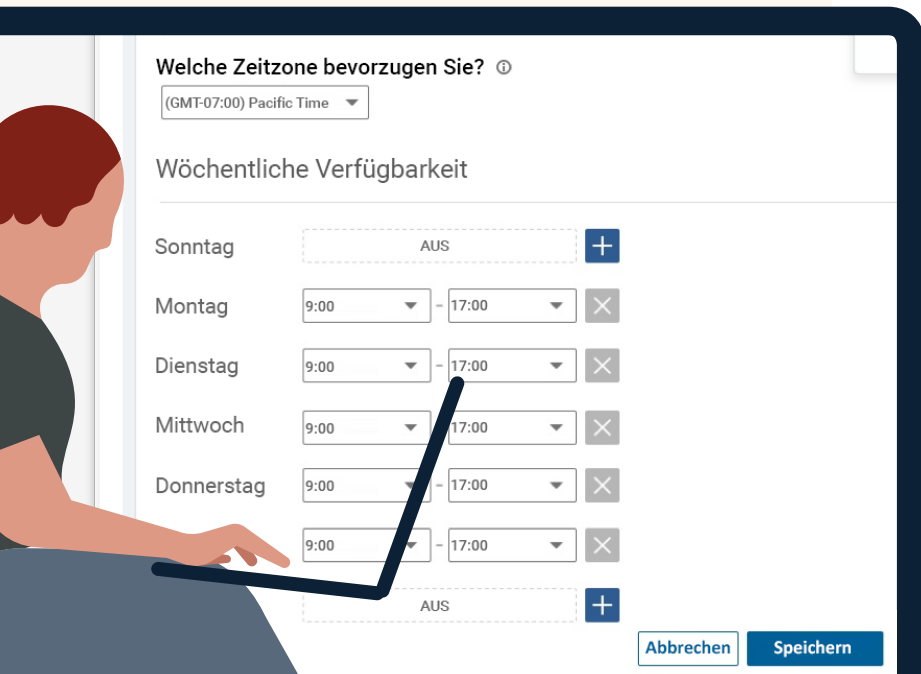 Welche Zeitzone bevorzugen Sie?
(GMT-07:00) Pacific Time
Wöchentliche Verfügbarkeit
Sonntag AUS
Montag 9:00 - 17:00
Dienstag 9:00 - 17:00
Mittwoch 9:00 17:00
Donnerstag 9:00 - 17:00
9:00 - 17:00
AUS
Abbrechen Speichern